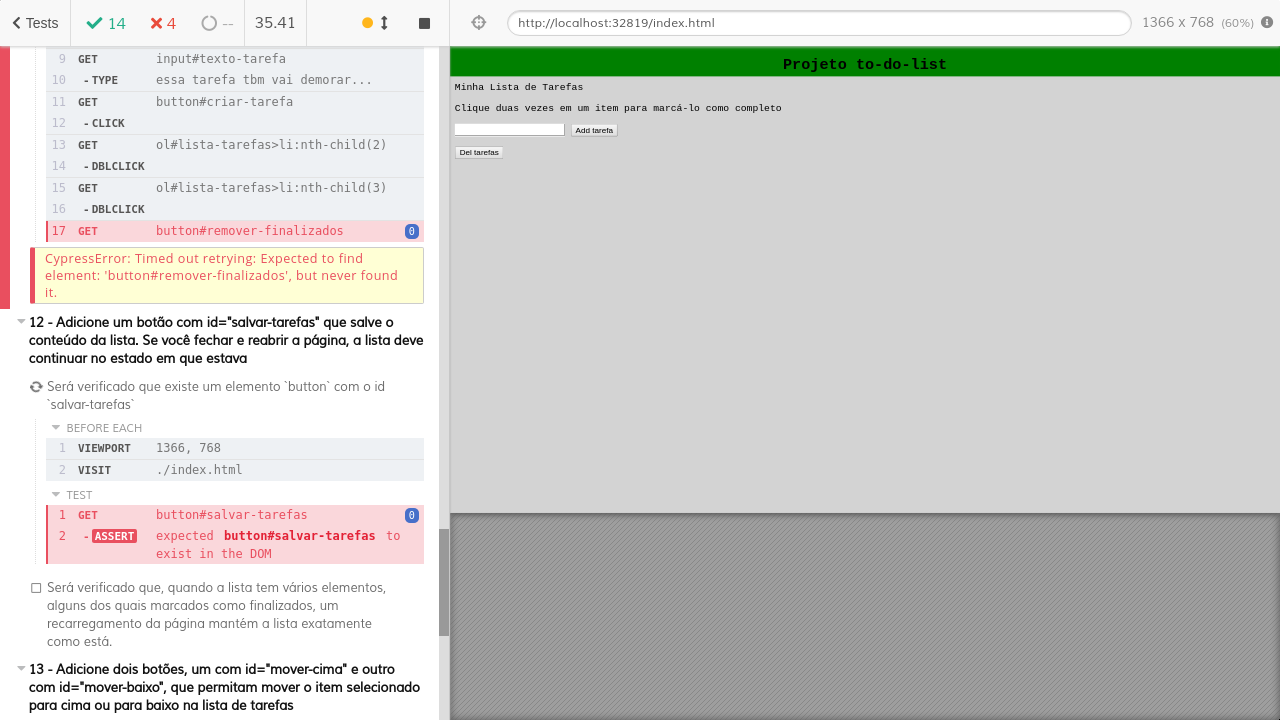 Tests 14 4 -- 35.41
http://localhost:32819/index.html 1366 x 768 (60%)
9 GET input#texto-tarefa
10 -TYPE essa tarefa tbm vai demorar...
11 GET button#criar-tarefa
12 -CLICK
13 GET ol#lista-tarefas>li:nth-child(2)
14 -DBLCLICK
15 GET ol#lista-tarefas>li:nth-child(3)
16 -DBLCLICK
17 GET button#remover-finalizados 0
CypressError: Timed out retrying: Expected to find
element: 'button#remover-finalizados', but never found
it.
12 - Adicione um botão com id="salvar-tarefas" que salve o
conteúdo da lista. Se você fechar e reabrir a página, a lista deve
continuar no estado em que estava
Será verificado que existe um elemento `button` com o id
`salvar-tarefas`
BEFORE EACH
1 VIEWPORT 1366, 768
2 VISIT ./index.html
TEST
1 GET button#salvar-tarefas 0
2 -ASSERT expected button#salvar-tarefas to
exist in the DOM
Será verificado que, quando a lista tem vários elementos,
alguns dos quais marcados como finalizados, um
recarregamento da página mantém a lista exatamente
como está.
13 - Adicione dois botões, um com id="mover-cima" e outro
com id="mover-baixo", que permitam mover o item selecionado
para cima ou para baixo na lista de tarefas
Projeto to-do-list
Minha Lista de Tarefas
Clique duas vezes em um item para marcá-lo como completo
Add tarefa
Del tarefas